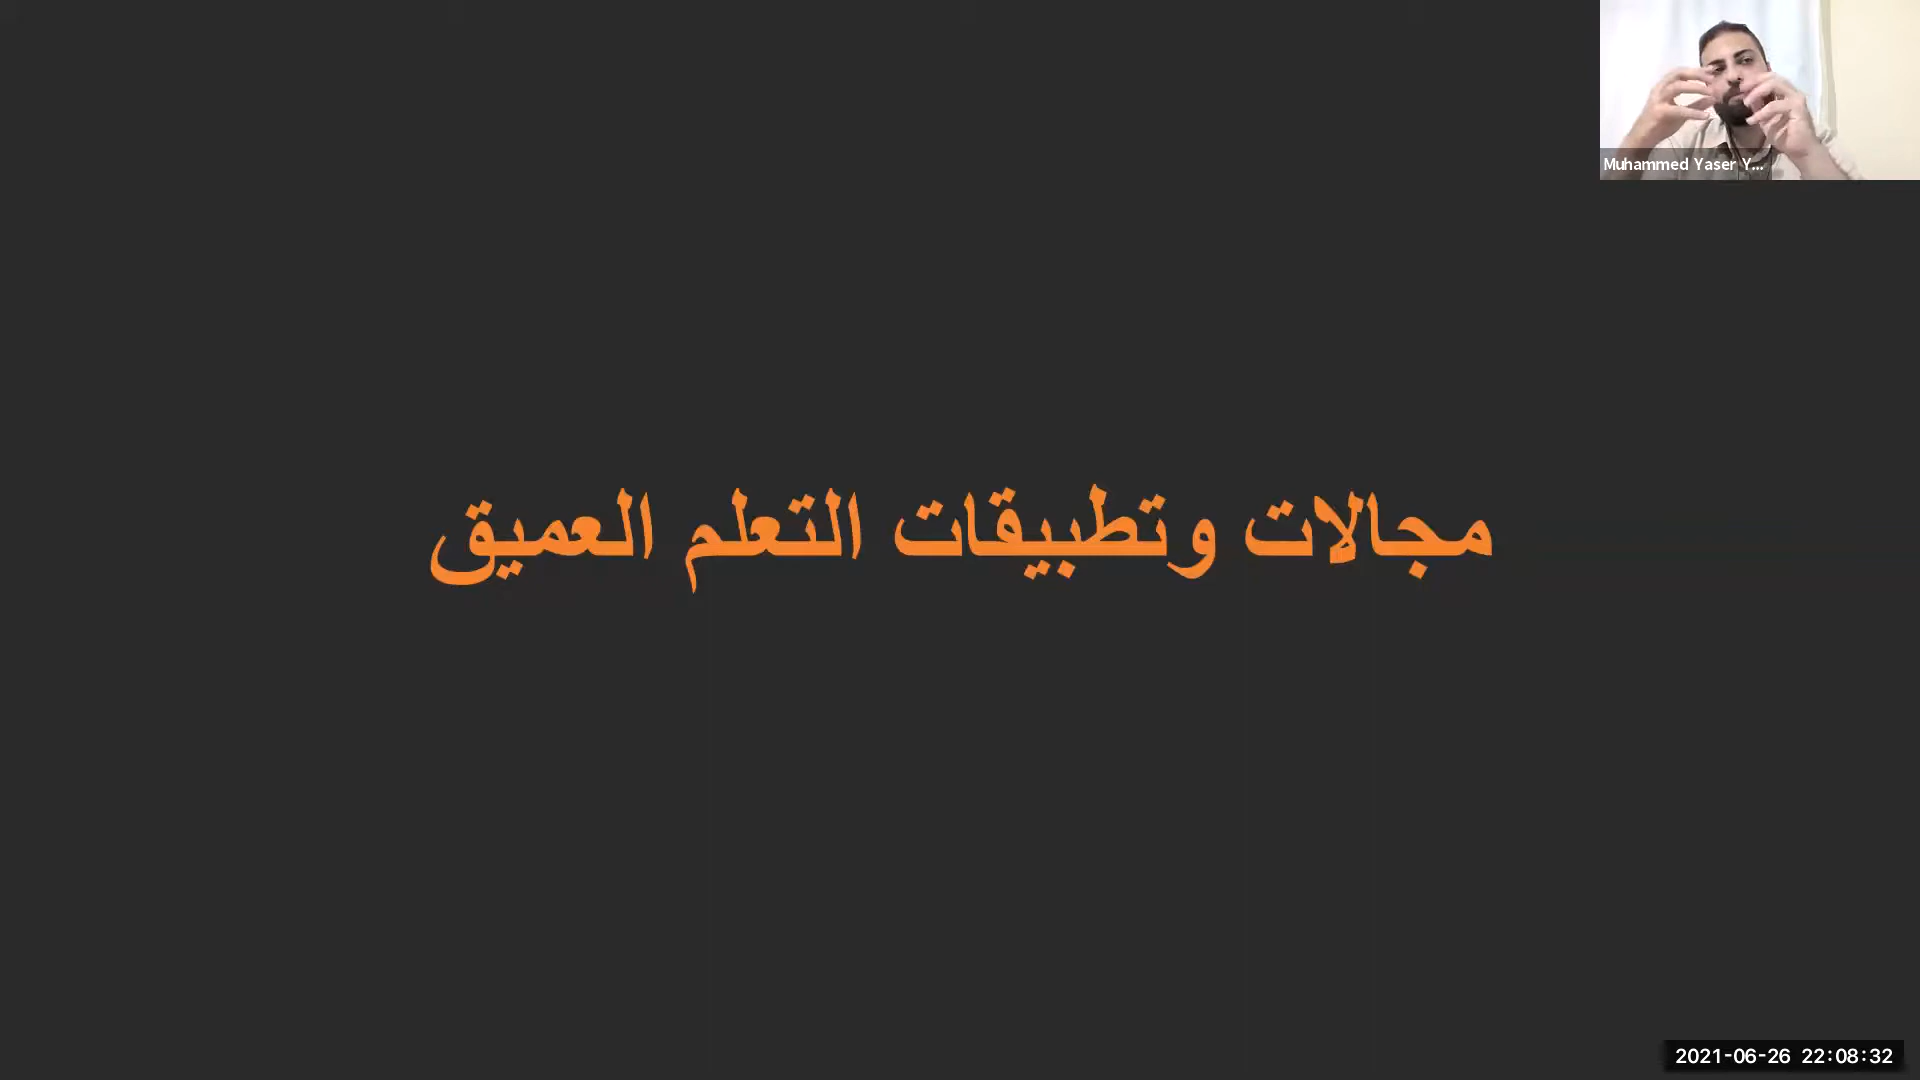 Muhammed Yaser Y...
مجالات وتطبيقات التعلم العميق
2021-06-26 22:08:32